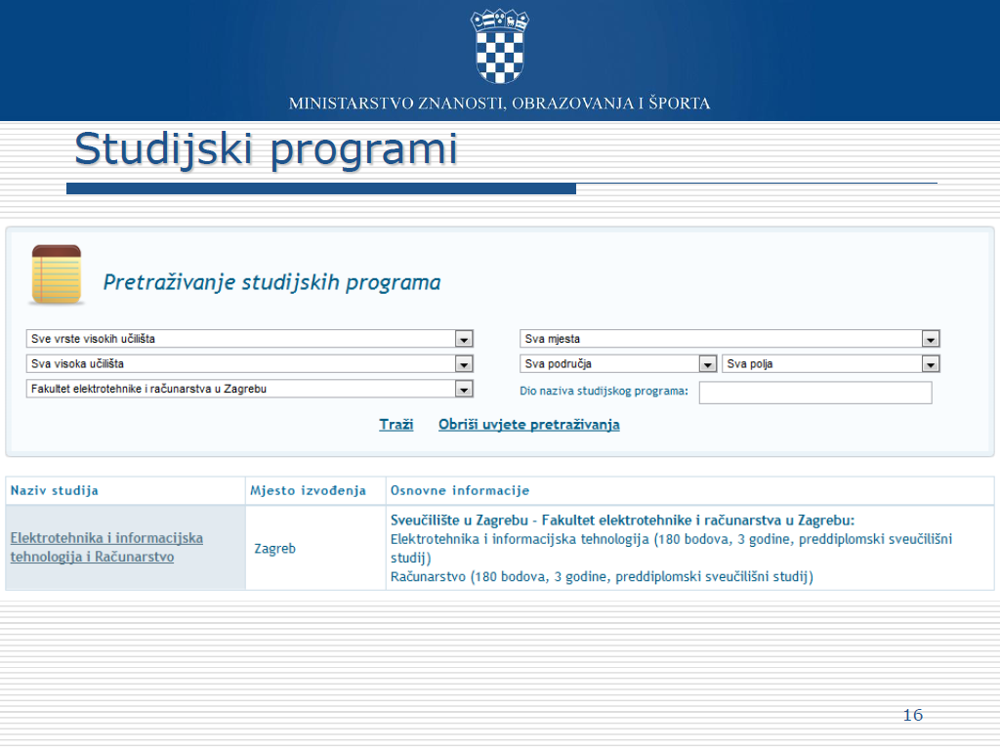 MINISTARSTVO ZNANOSTI, OBRAZOVANJA I ŠPORTA
Studijski programi
Pretraživanje studijskih programa
Sve vrste visokih učilišta
Sva mjesta
Sva visoka učilišta
Sva područja
Sva polja
Fakultet elektrotehnike i računarstva u Zagrebu
Dio naziva studijskog programa:
Traži
Obriši uvjete pretraživanja
Naziv studija
Mjesto izvođenja
Osnovne informacije
Elektrotehnika i informacijska
tehnologija i Računarstvo
Zagreb
Sveučilište u Zagrebu - Fakultet elektrotehnike i računarstva u Zagrebu:
Elektrotehnika i informacijska tehnologija (180 bodova, 3 godine, preddiplomski sveučilišni
studij)
Računarstvo (180 bodova, 3 godine, preddiplomski sveučilišni studij)
16